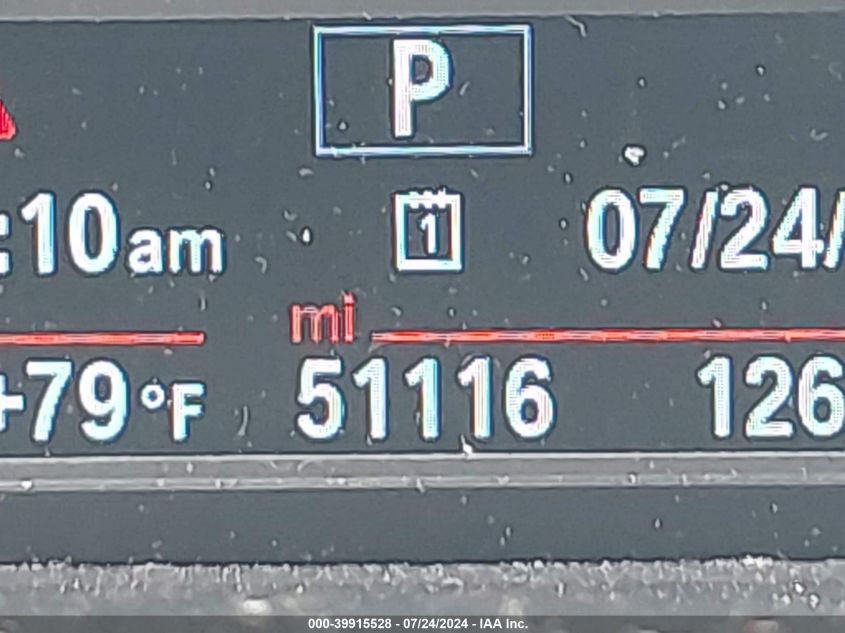 P
:10am 1 07/24/
mi
+79°F 51116 126
000-39915528 - 07/24/2024 - IAA Inc.